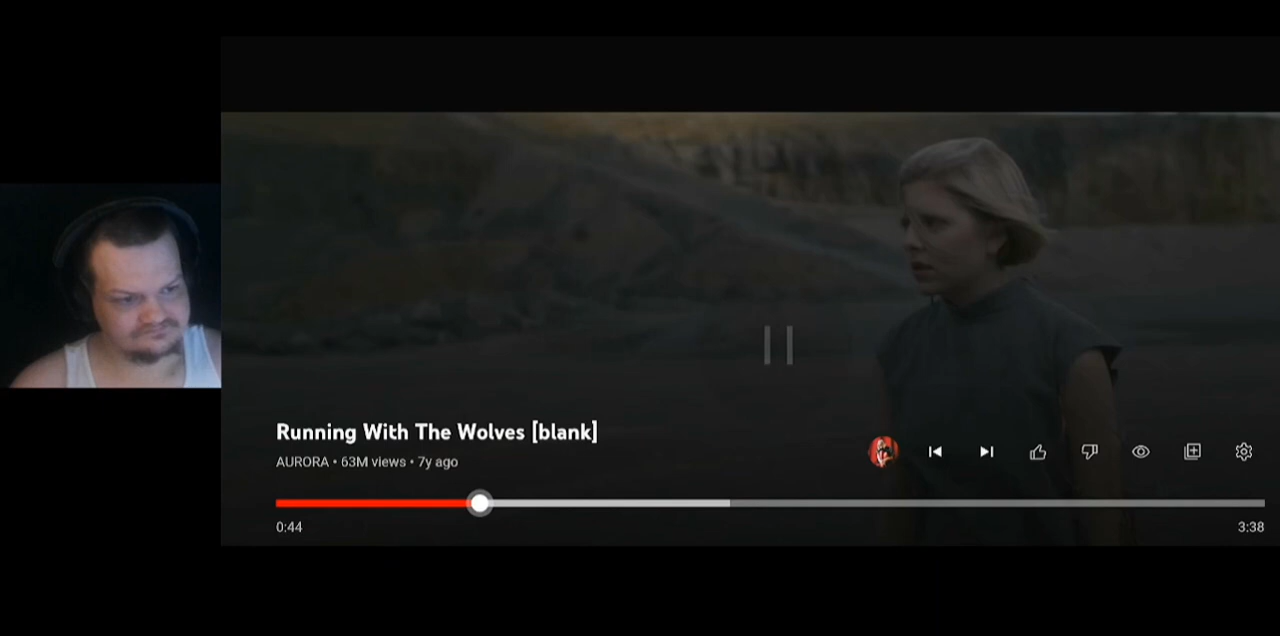 Running With The Wolves [blank]
AURORA • 63M views • 7y ago
0:44
3:38